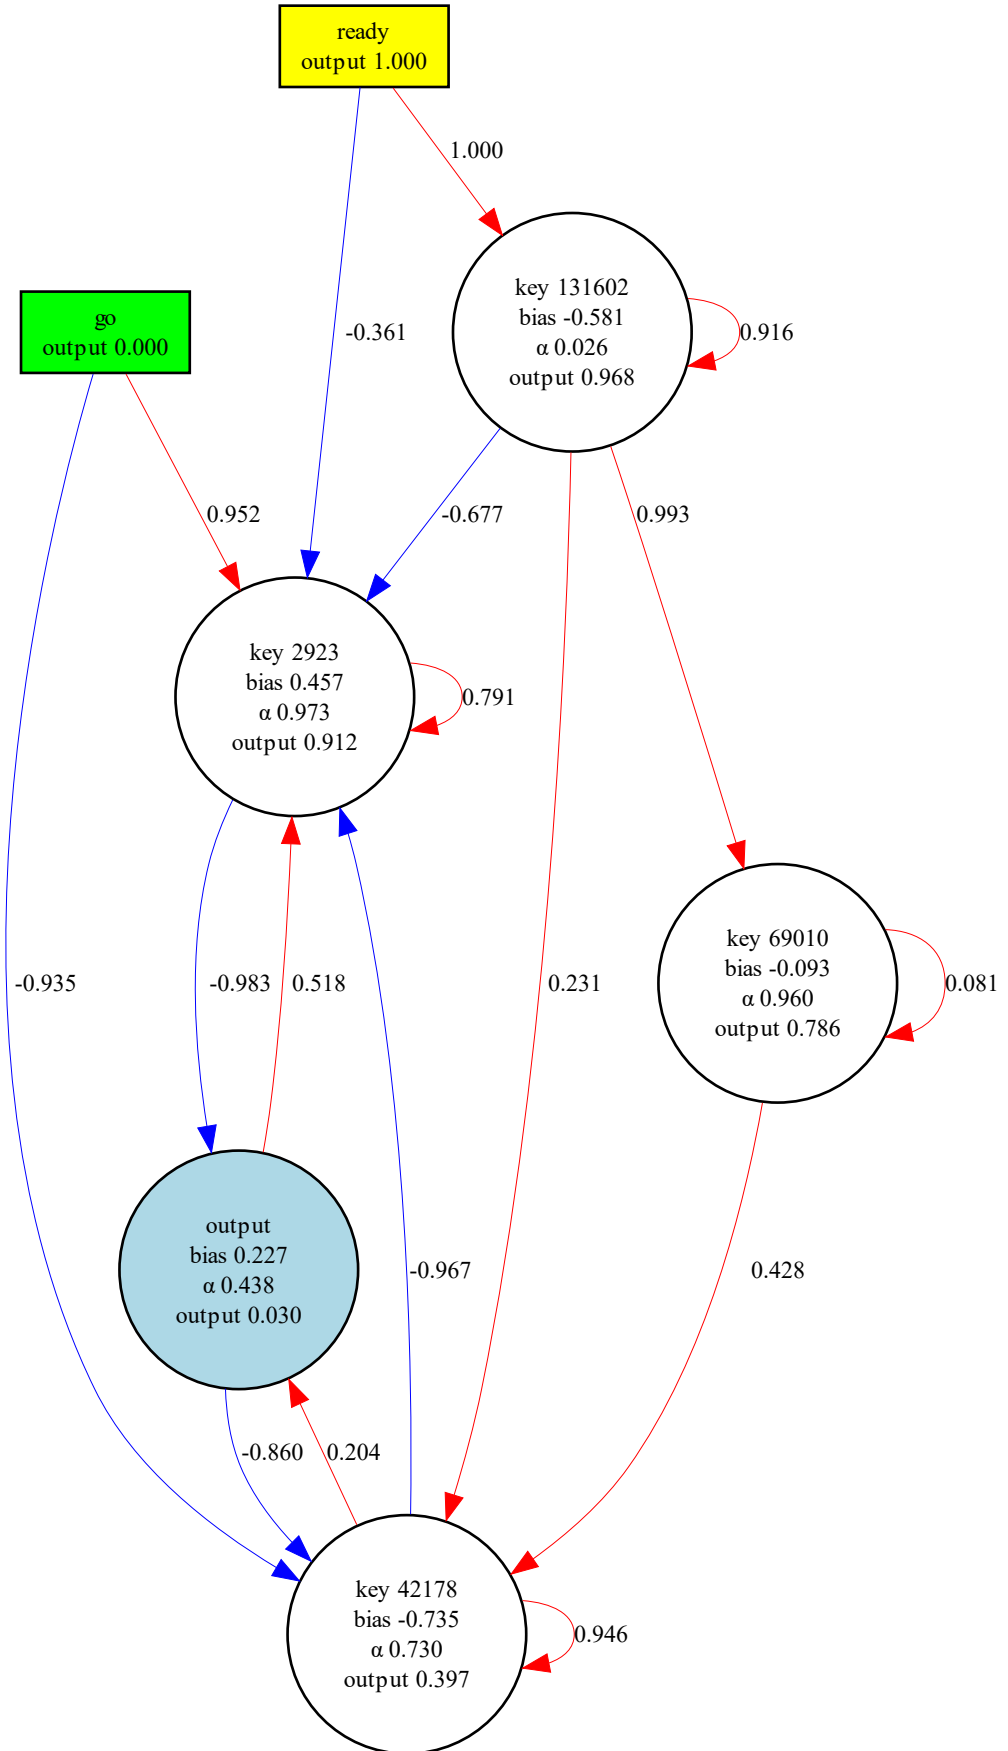 ready
output 1.000
1.000
key 131602
bias -0.581
α 0.026
output 0.968
0.916
go
output 0.000
-0.361
0.952
-0.677
0.993
key 2923
bias 0.457
α 0.973
output 0.912
0.791
key 69010
bias -0.093
α 0.960
output 0.786
0.081
-0.935
-0.983
0.518
0.231
output
bias 0.227
α 0.438
output 0.030
-0.967
0.428
-0.860
0.204
key 42178
bias -0.735
α 0.730
output 0.397
0.946